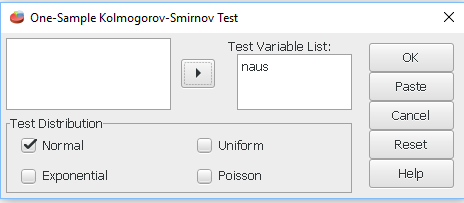 One-Sample Kolmogorov-Smirnov Test
Test Variable List:
naus
OK
Paste
Cancel
Reset
Help
Test Distribution
Normal
Uniform
Exponential
Poisson